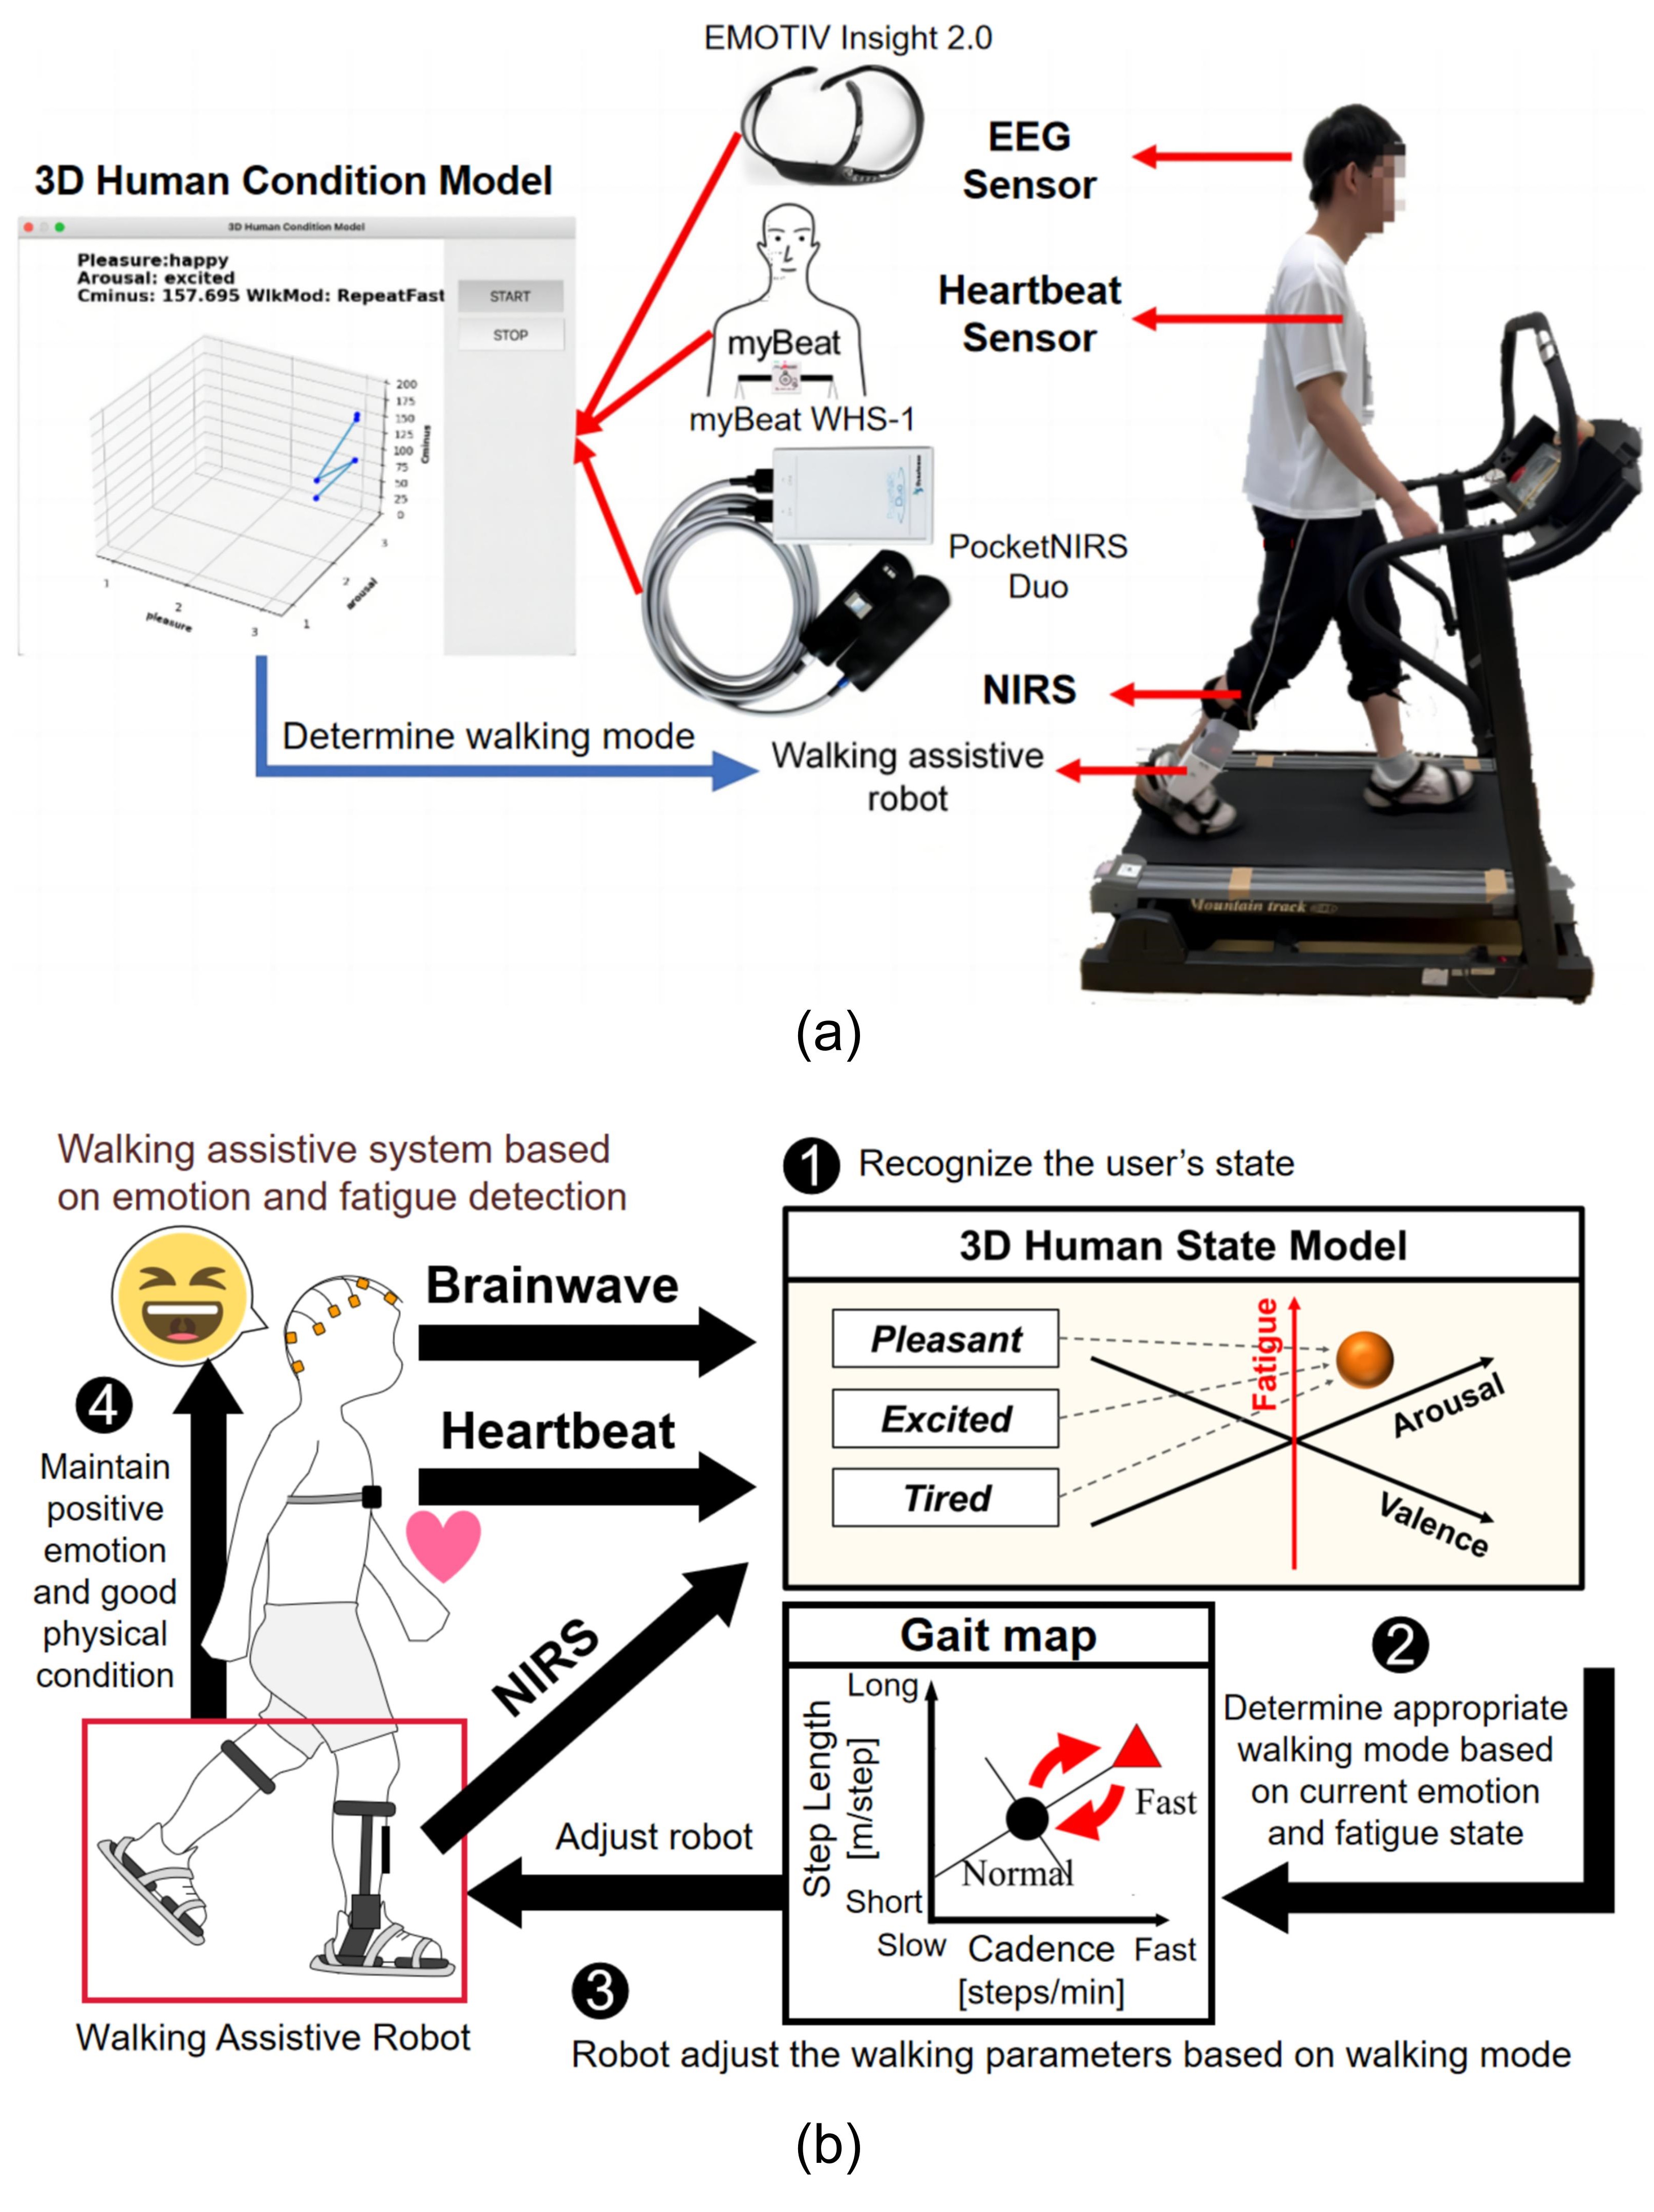 EMOTIV Insight 2.0
EEG
Sensor
3D Human Condition Model
3D Human Condition Model
Pleasure:happy
Arousal: excited
Cminus: 157.695 WlkMod: RepeatFast
START
STOP
200
175
150
125
100
75
50
25
0
Cminus
1
2
3
pleasure
1
2
3
arousal
Heartbeat
Sensor
myBeat
myBeat WHS-1
Duo
PocketNIRS
Duo
NIRS
Determine walking mode
Walking assistive
robot
Mountain track
(a)
Walking assistive system based
on emotion and fatigue detection
1
Recognize the user's state
3D Human State Model
Pleasant
Excited
Tired
Fatigue
Arousal
Valence
Brainwave
Heartbeat
NIRS
4
Maintain
positive
emotion
and good
physical
condition
2
Determine appropriate
walking mode based
on current emotion
and fatigue state
Gait map
Long
Step Length
[m/step]
Short
Fast
Normal
Slow Cadence Fast
[steps/min]
Adjust robot
3
Robot adjust the walking parameters based on walking mode
Walking Assistive Robot
(b)